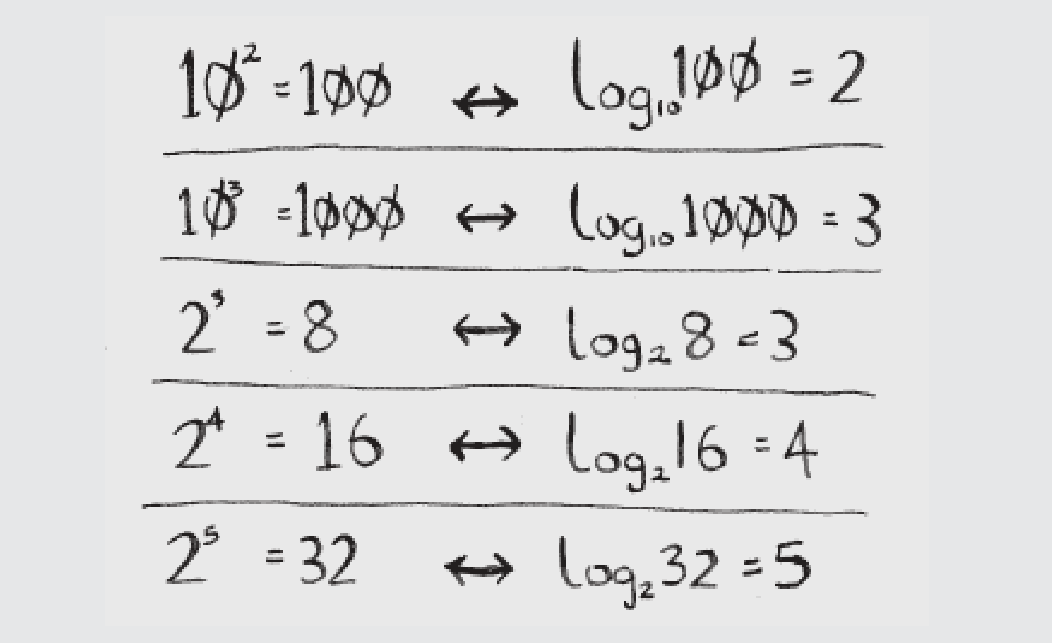 10² = 100 ↔ log₁₀100 = 2
10³ = 1000 ↔ log₁₀1000 = 3
2³ = 8 ↔ log₂8 = 3
2⁴ = 16 ↔ log₂16 = 4
2⁵ = 32 ↔ log₂32 = 5